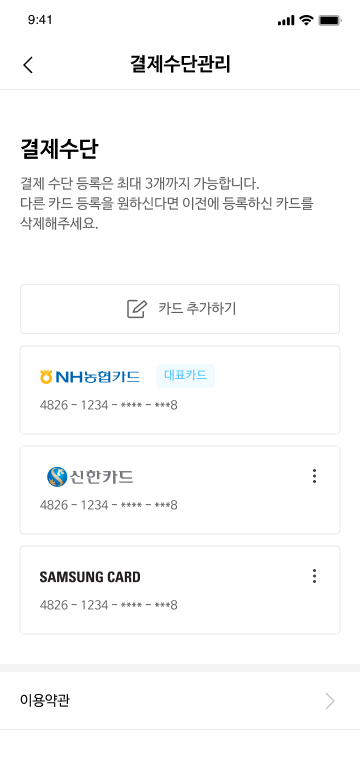 9:41
결제수단관리
결제수단
결제 수단 등록은 최대 3개까지 가능합니다.
다른 카드 등록을 원하신다면 이전에 등록하신 카드를
삭제해주세요.
카드 추가하기
NH농협카드 대표카드
4826 - 1234 - **** - ***8
신한카드
4826 - 1234 - **** - ***8
SAMSUNG CARD
4826 - 1234 - **** - ***8
이용약관